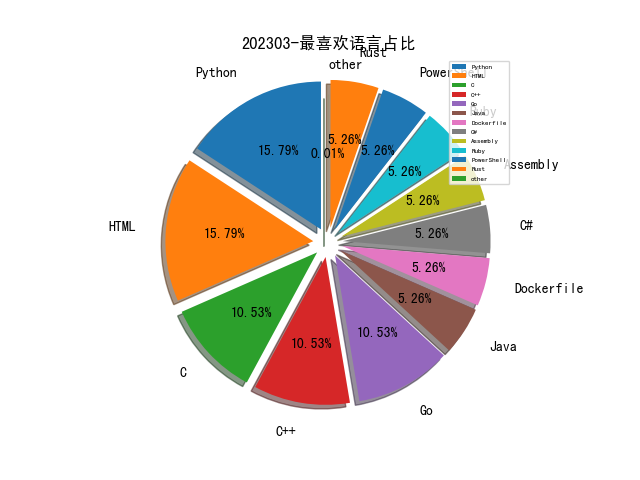 202303-最喜欢语言占比
Rust
other
Python
PowerShell
Ruby
Assembly
HTML
C#
Dockerfile
Java
C
Go
C++
15.79%
0.01%
5.26%
5.26%
5.26%
5.26%
15.79%
5.26%
5.26%
5.26%
10.53%
10.53%
10.53%
Python
HTML
C
C++
Go
Java
Dockerfile
C#
Assembly
Ruby
PowerShell
Rust
other